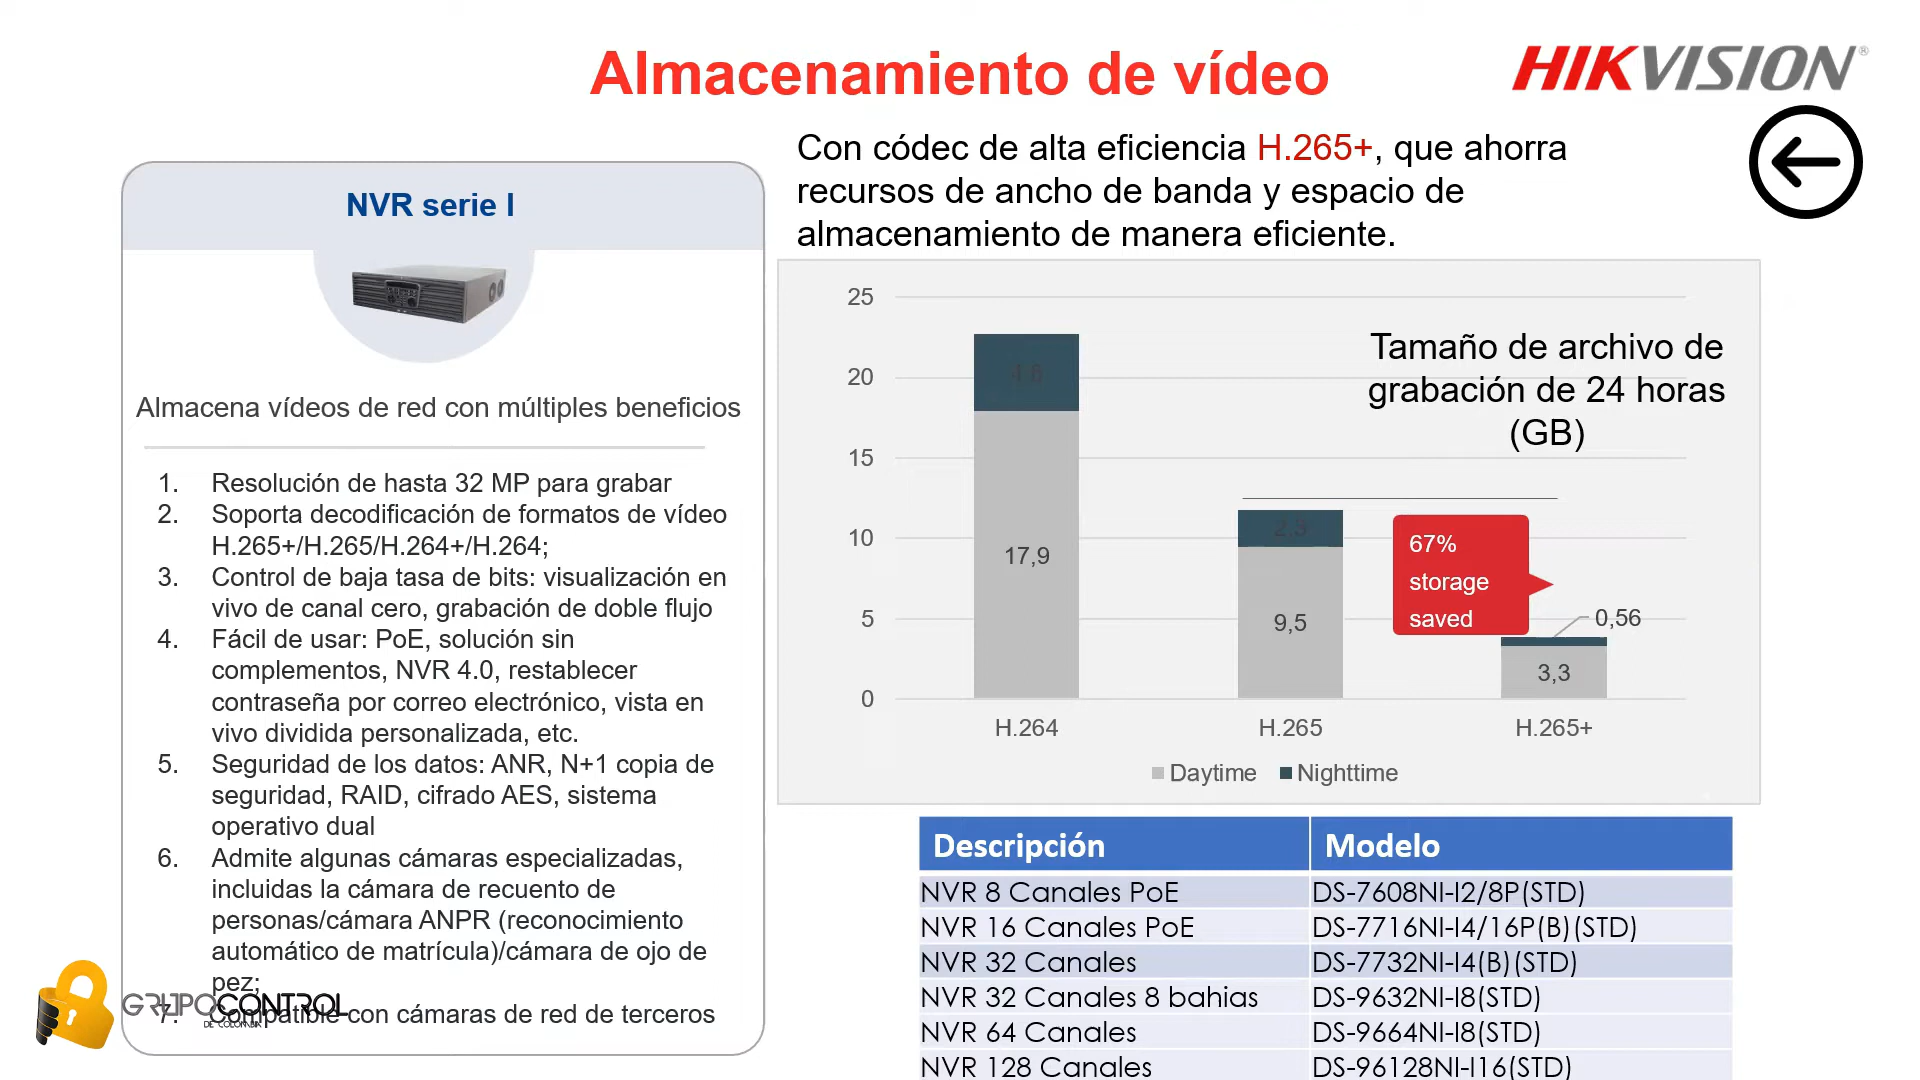 Almacenamiento de vídeo
HIKVISION®
NVR serie I
Almacena vídeos de red con múltiples beneficios
1. Resolución de hasta 32 MP para grabar
2. Soporta decodificación de formatos de vídeo
H.265+/H.265/H.264+/H.264;
3. Control de baja tasa de bits: visualización en
vivo de canal cero, grabación de doble flujo
4. Fácil de usar: PoE, solución sin
complementos, NVR 4.0, restablecer
contraseña por correo electrónico, vista en
vivo dividida personalizada, etc.
5. Seguridad de los datos: ANR, N+1 copia de
seguridad, RAID, cifrado AES, sistema
operativo dual
6. Admite algunas cámaras especializadas,
incluidas la cámara de recuento de
personas/cámara ANPR (reconocimiento
automático de matrícula)/cámara de ojo de
pez;
7. Compatible con cámaras de red de terceros
GRUPOCONTROL
DE COLOMBIA
Con códec de alta eficiencia H.265+, que ahorra
recursos de ancho de banda y espacio de
almacenamiento de manera eficiente.
Tamaño de archivo de
grabación de 24 horas
(GB)
25
20
15
10
5
0
4,8
17,9
2,3
9,5
67%
storage
saved
0,56
3,3
H.264 H.265 H.265+
Daytime Nighttime
Descripción Modelo
NVR 8 Canales PoE DS-7608NI-I2/8P(STD)
NVR 16 Canales PoE DS-7716NI-I4/16P(B)(STD)
NVR 32 Canales DS-7732NI-I4(B)(STD)
NVR 32 Canales 8 bahias DS-9632NI-I8(STD)
NVR 64 Canales DS-9664NI-I8(STD)
NVR 128 Canales DS-96128NI-I16(STD)